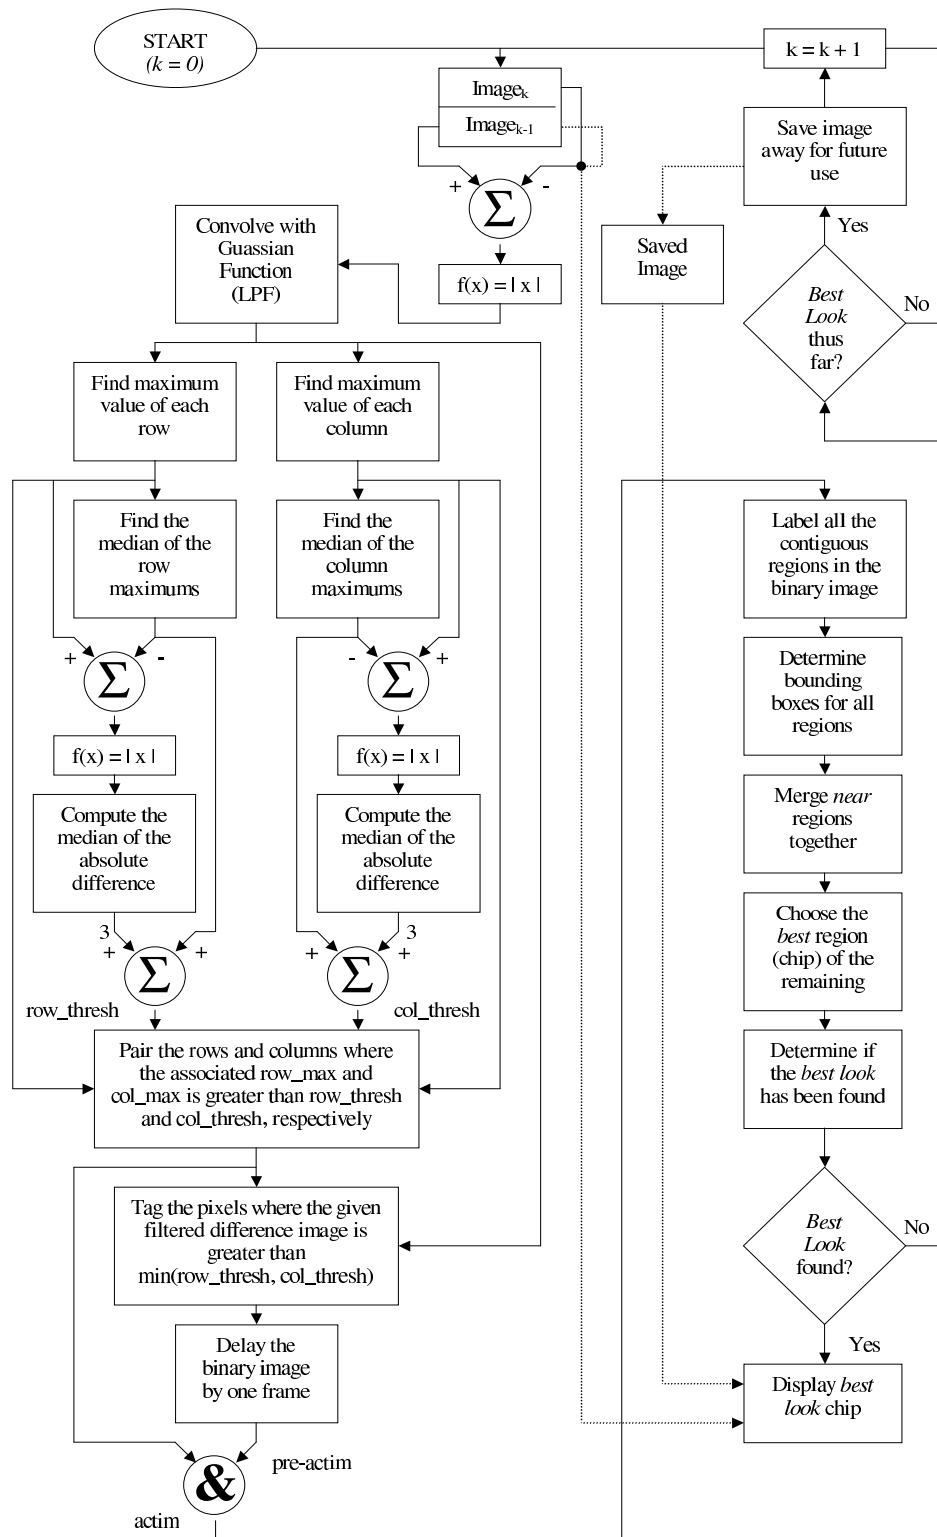 START
(k = 0)
k = k + 1
Image_k
Image_k-1
+
-
Σ
f(x) = | x |
Save image
away for future
use
Yes
Saved
Image
Best
Look
thus
far?
No
Convolve with
Guassian
Function
(LPF)
Find maximum
value of each
row
Find maximum
value of each
column
Find the
median of the
row
maximums
Find the
median of the
column
maximums
+
-
Σ
-
+
Σ
f(x) = | x |
f(x) = | x |
Compute the
median of the
absolute
difference
Compute the
median of the
absolute
difference
3
+
+
Σ
row_thresh
3
+
+
Σ
col_thresh
Pair the rows and columns where
the associated row_max and
col_max is greater than row_thresh
and col_thresh, respectively
Tag the pixels where the given
filtered difference image is
greater than
min(row_thresh, col_thresh)
Delay the
binary image
by one frame
pre-actim
&
actim
Label all the
contiguous
regions in the
binary image
Determine
bounding
boxes for all
regions
Merge near
regions
together
Choose the
best region
(chip) of the
remaining
Determine if
the best look
has been found
Best
Look
found?
No
Yes
Display best
look chip